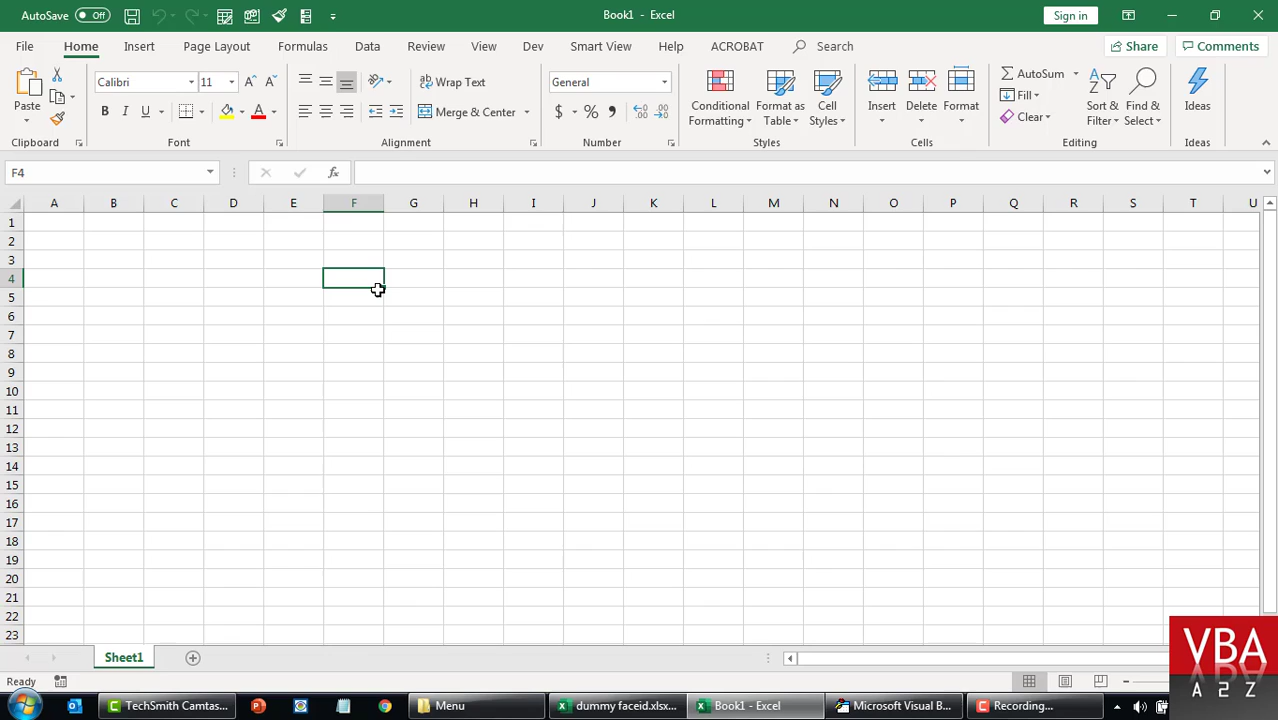 AutoSave Off Book1 - Excel Sign in
File Home Insert Page Layout Formulas Data Review View Dev Smart View Help ACROBAT Search Share Comments
Paste Calibri 11 Wrap Text General Conditional Formatting Format as Table Cell Styles Insert Delete Format AutoSum Sort & Filter Find & Select Ideas
B I U Merge & Center $ % Fill Clear
Clipboard Font Alignment Number Styles Cells Editing Ideas
F4 fx
A B C D E F G H I J K L M N O P Q R S T U
1
2
3
4
5
6
7
8
9
10
11
12
13
14
15
16
17
18
19
20
21
22
23
Sheet1
Ready
VBA
A 2 Z
TechSmith Camtas... Menu dummy faced.xlsx... Book1 - Excel Microsoft Visual B... Recording...